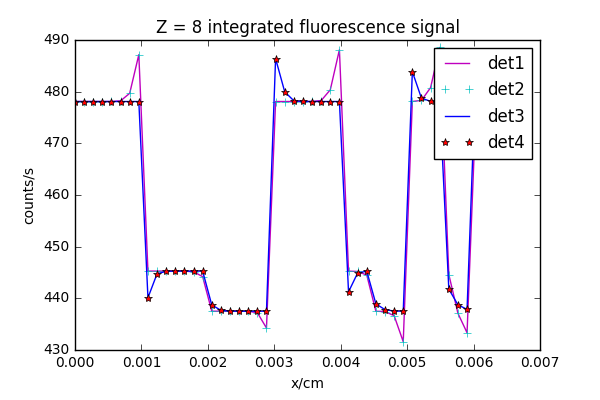 Z = 8 integrated fluorescence signal
490
480
470
460
450
440
430
counts/s
det1
det2
det3
det4
0.000 0.001 0.002 0.003 0.004 0.005 0.006 0.007
x/cm